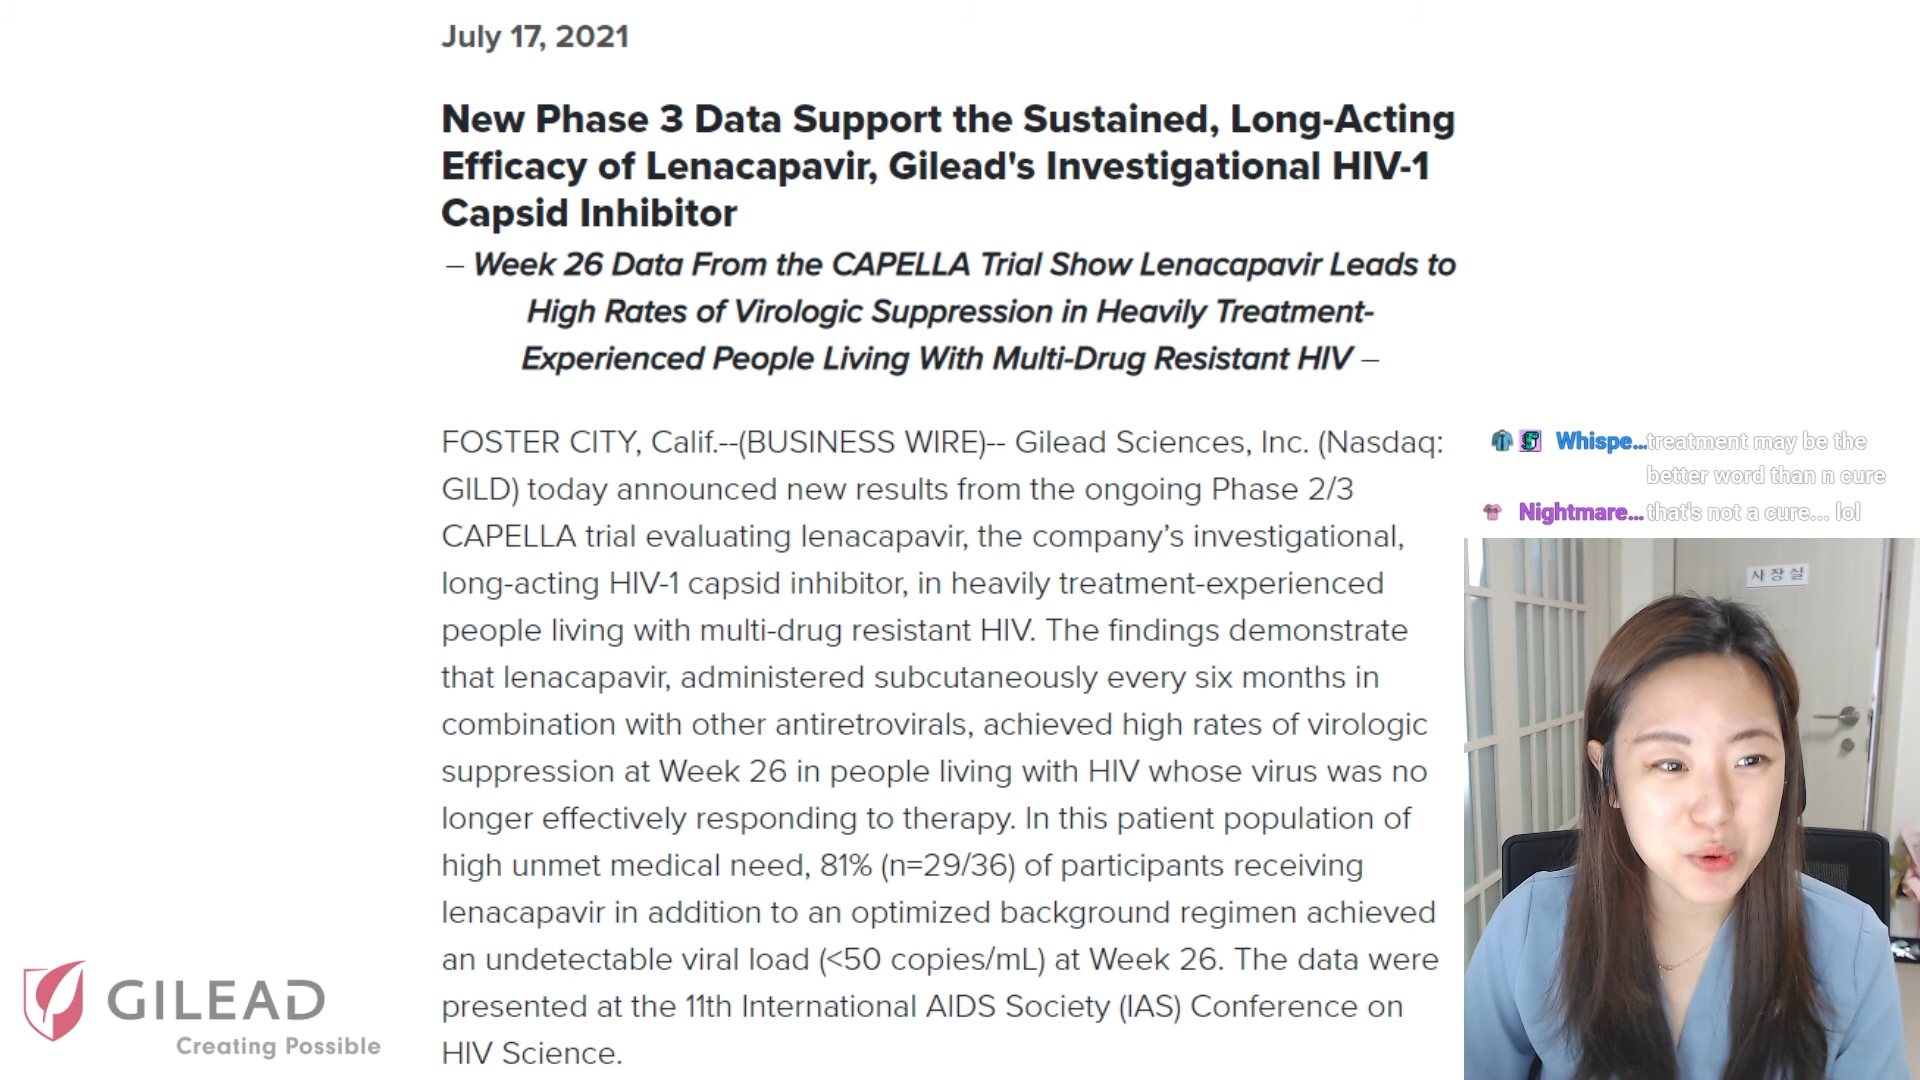 July 17, 2021
New Phase 3 Data Support the Sustained, Long-Acting
Efficacy of Lenacapavir, Gilead's Investigational HIV-1
Capsid Inhibitor
– Week 26 Data From the CAPELLA Trial Show Lenacapavir Leads to
High Rates of Virologic Suppression in Heavily Treatment-
Experienced People Living With Multi-Drug Resistant HIV –
FOSTER CITY, Calif.--(BUSINESS WIRE)-- Gilead Sciences, Inc. (Nasdaq:
GILD) today announced new results from the ongoing Phase 2/3
CAPELLA trial evaluating lenacapavir, the company’s investigational,
long-acting HIV-1 capsid inhibitor, in heavily treatment-experienced
people living with multi-drug resistant HIV. The findings demonstrate
that lenacapavir, administered subcutaneously every six months in
combination with other antiretrovirals, achieved high rates of virologic
suppression at Week 26 in people living with HIV whose virus was no
longer effectively responding to therapy. In this patient population of
high unmet medical need, 81% (n=29/36) of participants receiving
lenacapavir in addition to an optimized background regimen achieved
an undetectable viral load (<50 copies/mL) at Week 26. The data were
presented at the 11th International AIDS Society (IAS) Conference on
HIV Science.
GILEAD
Creating Possible
Whispe...treatment may be the
better word than n cure
Nightmare...that's not a cure... lol
사장실